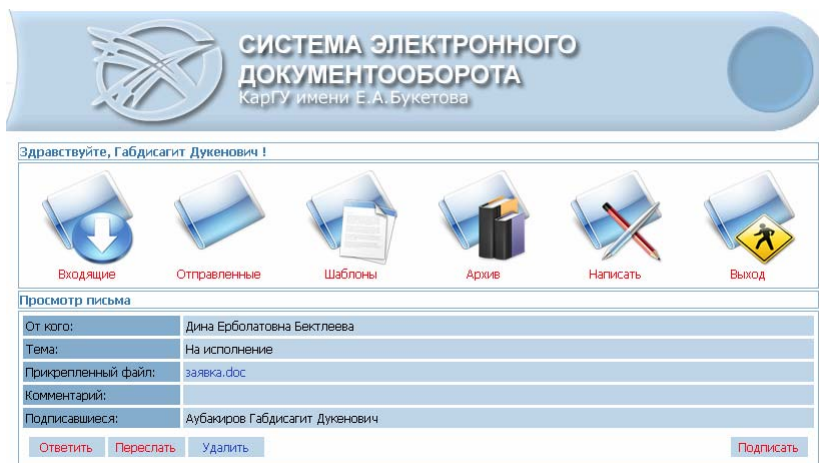 СИСТЕМА ЭЛЕКТРОННОГО
ДОКУМЕНТООБОРОТА
КарГУ имени Е.А.Букетова
Здравствуйте, Габдисагит Дукенович !
Входящие Отправленные Шаблоны Архив Написать Выход
Просмотр письма
От кого: Дина Ерболатовна Бектлеева
Тема: На исполнение
Прикрепленный файл: заявка.doc
Комментарий:
Подписавшиеся: Аубакиров Габдисагит Дукенович
Ответить Переслать Удалить Подписать